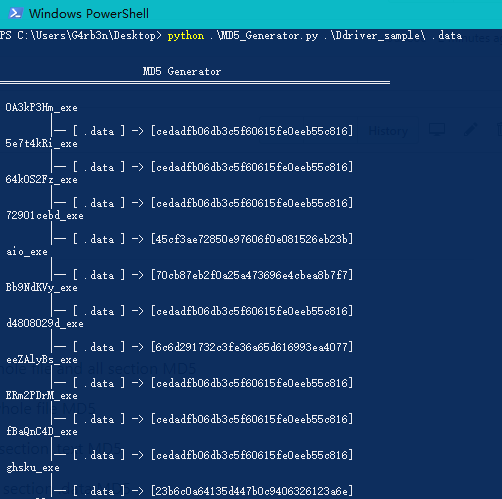 Windows PowerShell
PS C:\Users\G4rb3n\Desktop> python .\MD5_Generator.py .\Ddriver_sample\ .data
MD5 Generator
0A3kP3Hm_exe
|-- [ .data ] -> [cedadfb06db3c5f60615fe0eeb55c816]
5e7t4kRi_exe
|-- [ .data ] -> [cedadfb06db3c5f60615fe0eeb55c816]
64kOS2Fr_exe
|-- [ .data ] -> [cedadfb06db3c5f60615fe0eeb55c816]
72901cebd_exe
|-- [ .data ] -> [45cf3ae72850e97606f0e081526eb23b]
aio_exe
|-- [ .data ] -> [70cb87eb2f0a25a473696e4cbea8b7f7]
Bb9NdKVy_exe
|-- [ .data ] -> [cedadfb06db3c5f60615fe0eeb55c816]
d4808029d_exe
|-- [ .data ] -> [6c6d291732c3fe36a65d616993ea4077]
eeZAlyBs_exe
|-- [ .data ] -> [cedadfb06db3c5f60615fe0eeb55c816]
ERm2PDrM_exe
|-- [ .data ] -> [cedadfb06db3c5f60615fe0eeb55c816]
fBaQnC4D_exe
|-- [ .data ] -> [cedadfb06db3c5f60615fe0eeb55c816]
ghsku_exe
|-- [ .data ] -> [23b6c0a64135d447b0c9406326123a6e]
History